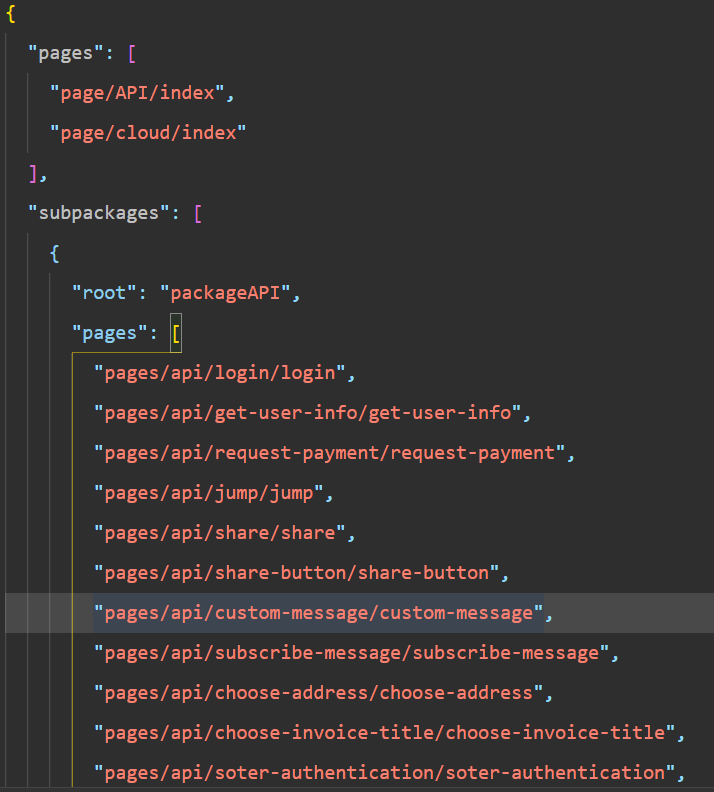 {
"pages": [
"page/API/index",
"page/cloud/index"
],
"subpackages": [
{
"root": "packageAPI",
"pages": [
"pages/api/login/login",
"pages/api/get-user-info/get-user-info",
"pages/api/request-payment/request-payment",
"pages/api/jump/jump",
"pages/api/share/share",
"pages/api/share-button/share-button",
"pages/api/custom-message/custom-message",
"pages/api/subscribe-message/subscribe-message",
"pages/api/choose-address/choose-address",
"pages/api/choose-invoice-title/choose-invoice-title",
"pages/api/soter-authentication/soter-authentication",